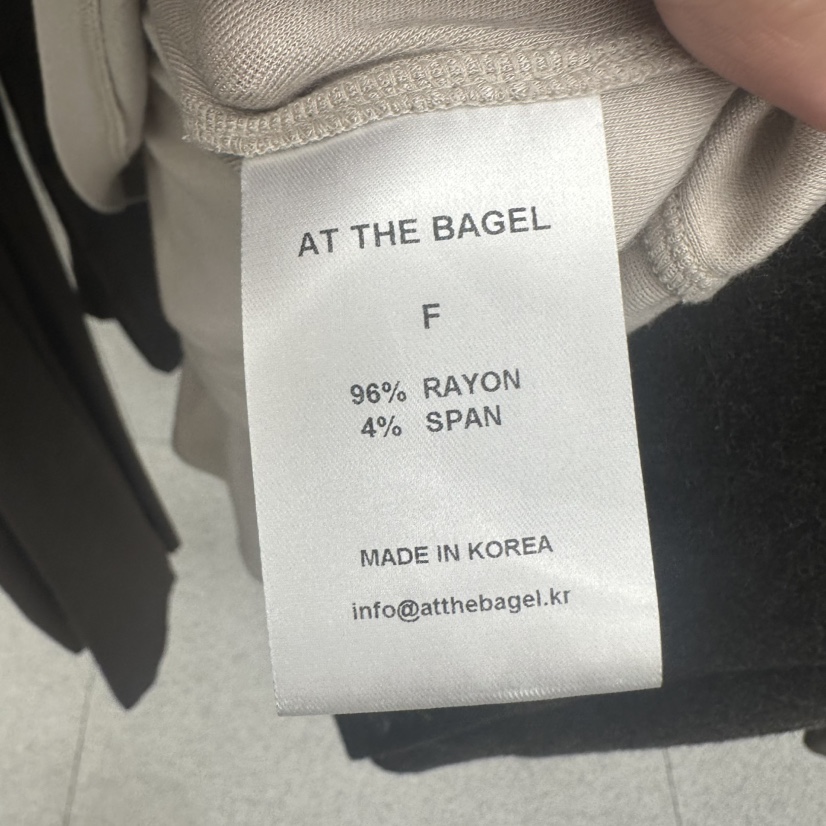 AT THE BAGEL
F
96% RAYON
4% SPAN
MADE IN KOREA
info@atthebagel.kr